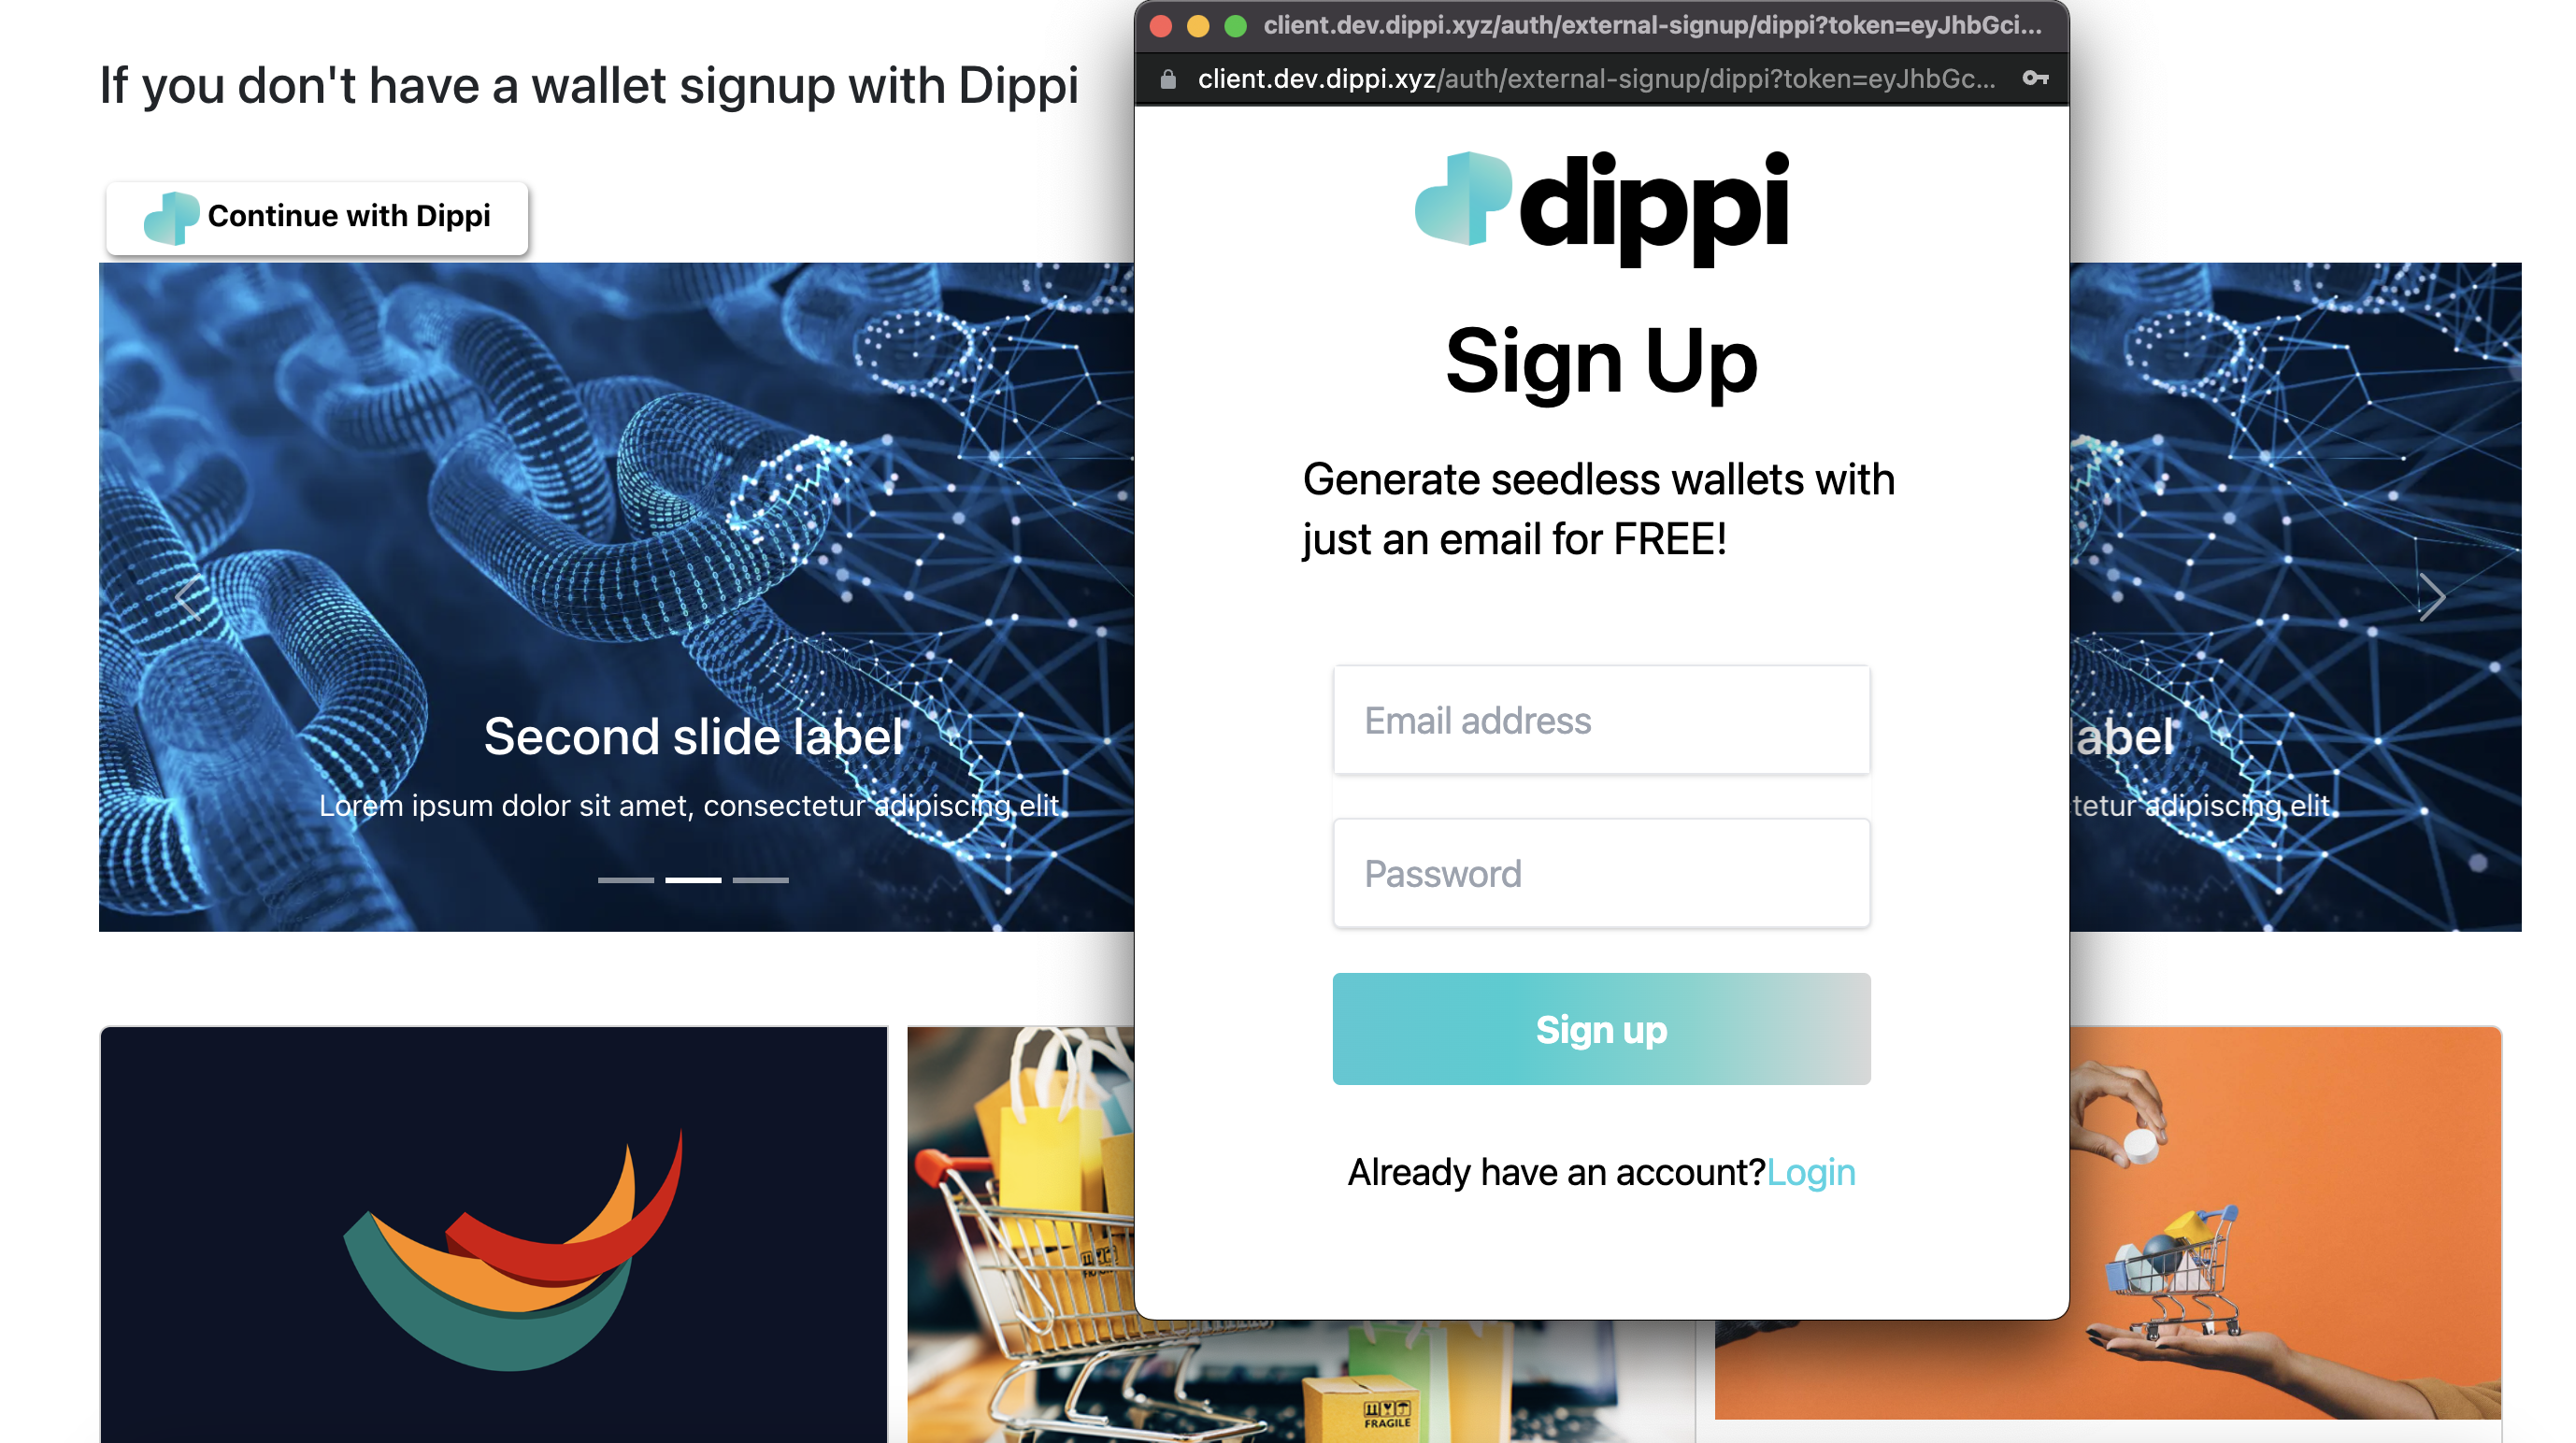 If you don't have a wallet signup with Dippi
Continue with Dippi
Second slide label
Lorem ipsum dolor sit amet, consectetur adipiscing elit.
client.dev.dippi.xyz/auth/external-signup/dippi?token=eyJhbGci...
client.dev.dippi.xyz/auth/external-signup/dippi?token=eyJhbGc...
dippi
Sign Up
Generate seedless wallets with
just an email for FREE!
Email address
Password
Sign up
Already have an account?Login
label
tetur adipiscing elit.
FRAGILE